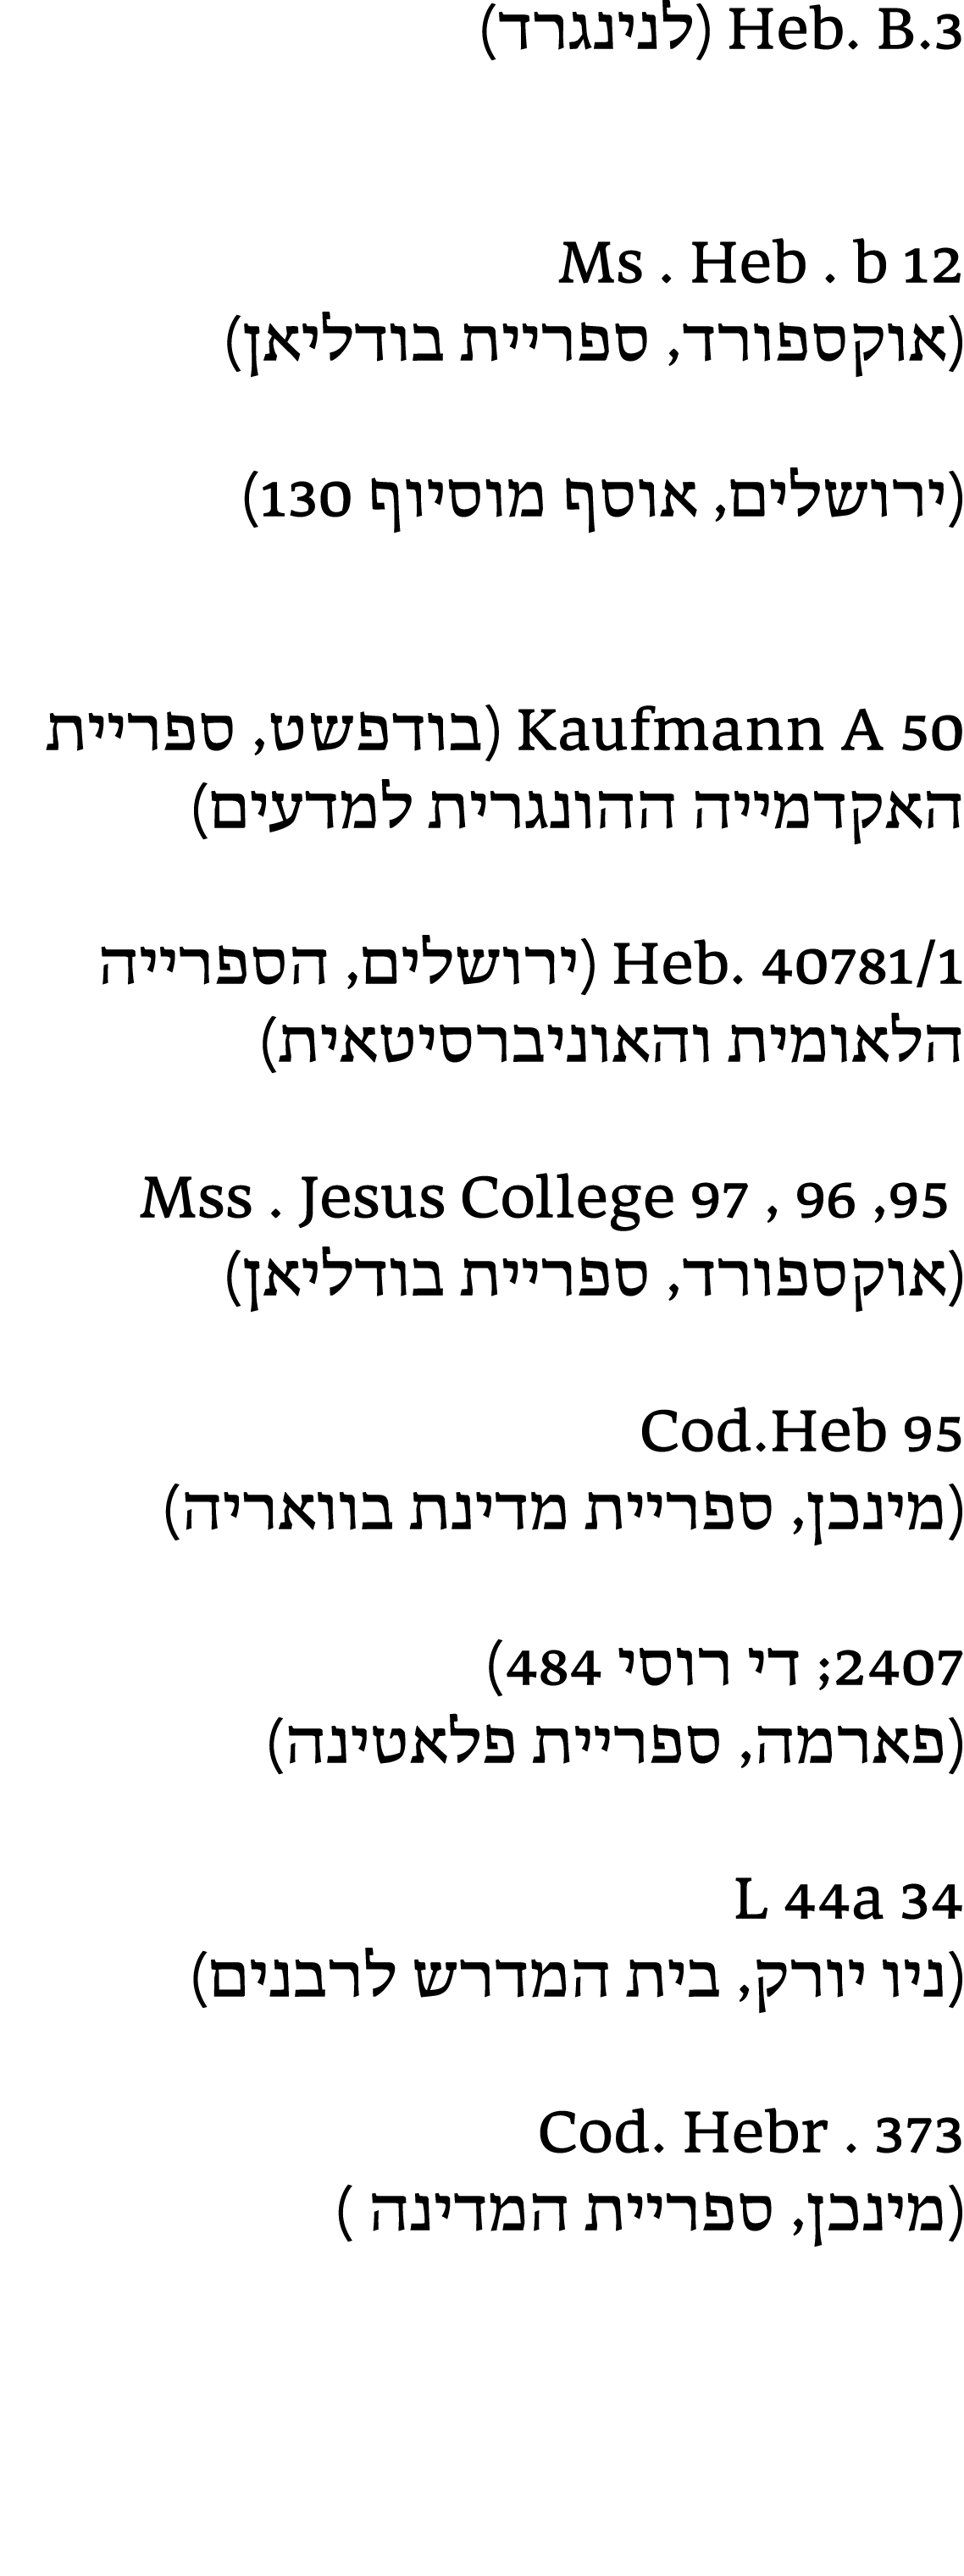 Heb. B.3 (לנינגרד)
Ms . Heb . b 12
(אוקספורד, ספריית בודליאן)
(ירושלים, אוסף מוסיוף 130)
Kaufmann A 50 (בודפשט, ספריית
האקדמייה ההונגרית למדעים)
Heb. 40781/1 (ירושלים, הספרייה
הלאומית והאוניברסיטאית)
Mss . Jesus College 97 , 96 ,95
(אוקספורד, ספריית בודליאן)
Cod.Heb 95
(מינכן, ספריית מדינת בוואריה)
2407; די רוסי 484)
(פארמה, ספריית פלאטינה)
L 44a 34
(ניו יורק, בית המדרש לרבנים)
Cod. Hebr . 373
(מינכן, ספריית המדינה )